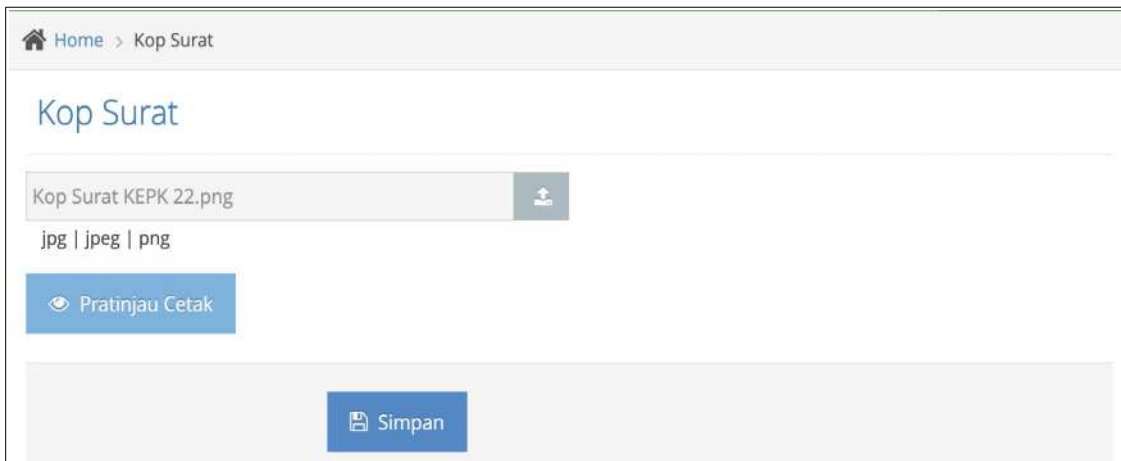 Home > Kop Surat
Kop Surat
Kop Surat KEPK 22.png
jpg | jpeg | png
Pratinjau Cetak
Simpan